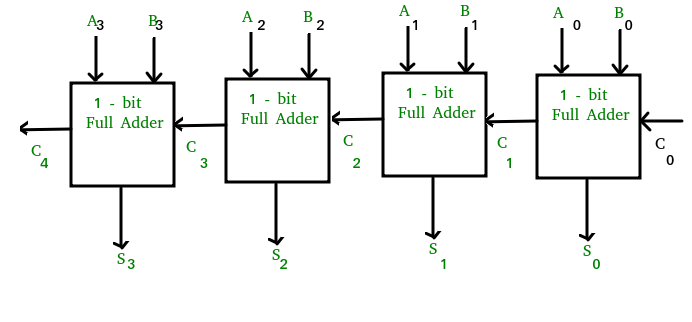 A3 B3 A2 B2 A1 B1 A0 B0
1 - bit Full Adder
1 - bit Full Adder
1 - bit Full Adder
1 - bit Full Adder
C4 C3 C2 C1 C0
S3 S2 S1 S0